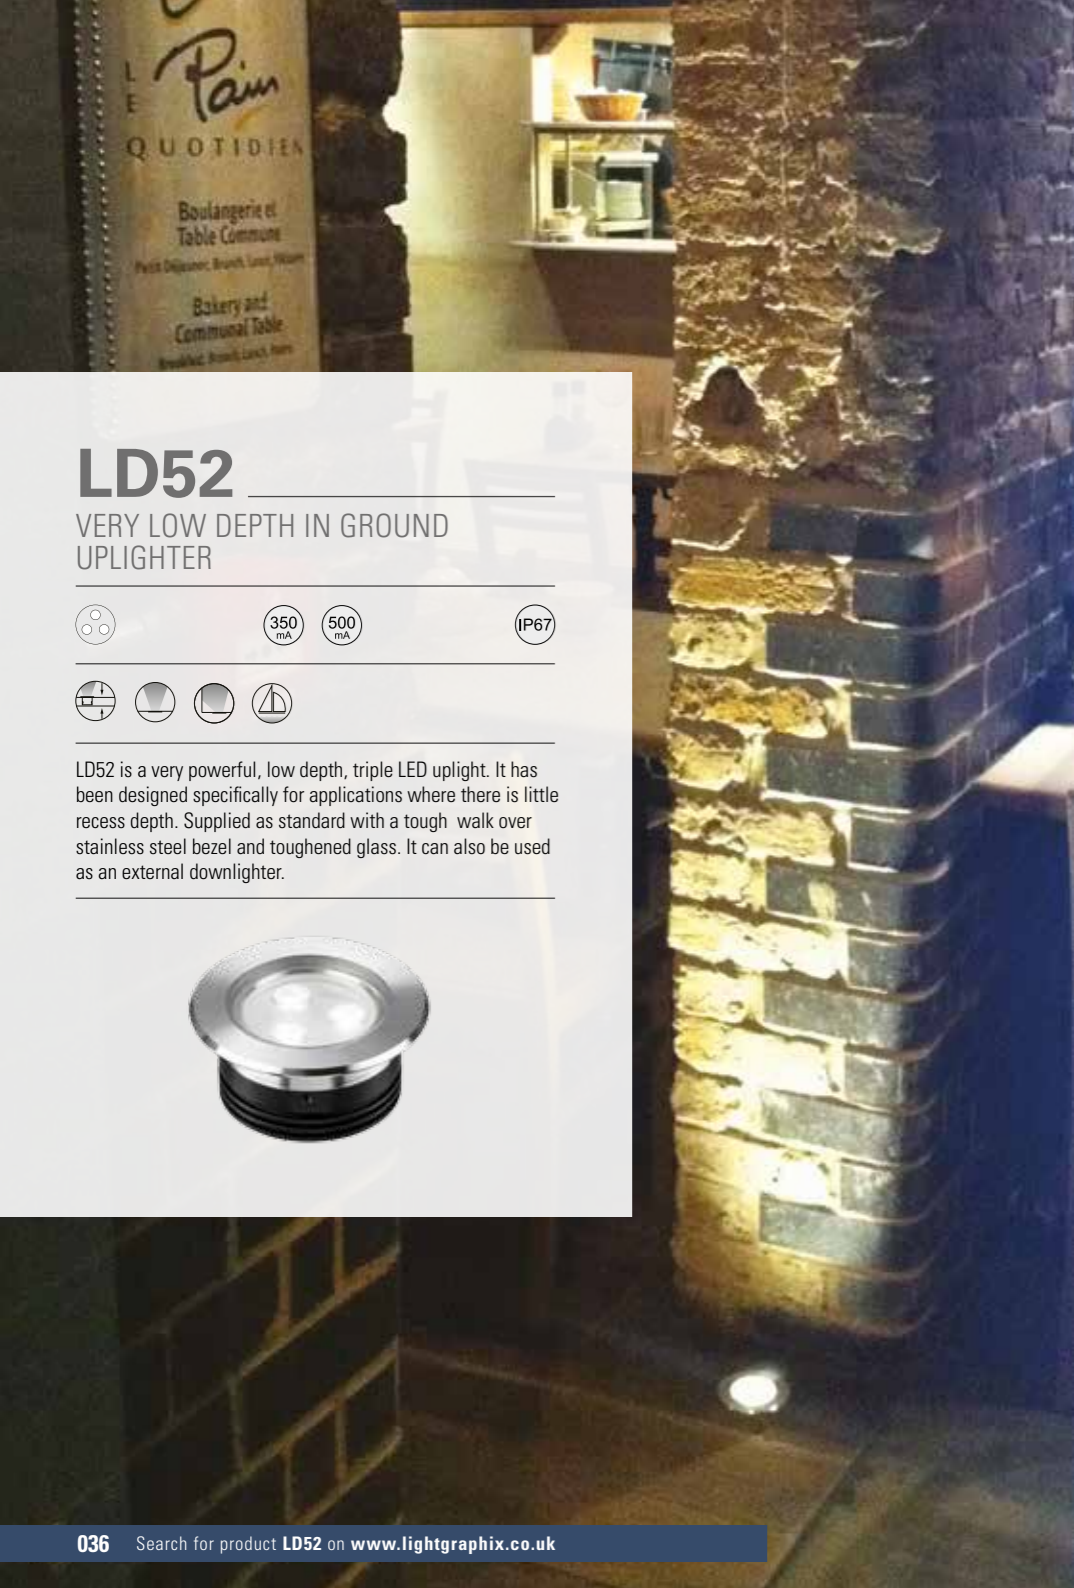 L
E
Pain
QUOTIDIEN
Boulangerie et
Table Commune
Bakery and
Communal Table
LD52
VERY LOW DEPTH IN GROUND
UPLIGHTER
350
mA
500
mA
IP67
LD52 is a very powerful, low depth, triple LED uplight. It has
been designed specifically for applications where there is little
recess depth. Supplied as standard with a tough walk over
stainless steel bezel and toughened glass. It can also be used
as an external downlighter.
036 Search for product LD52 on www.lightgraphix.co.uk